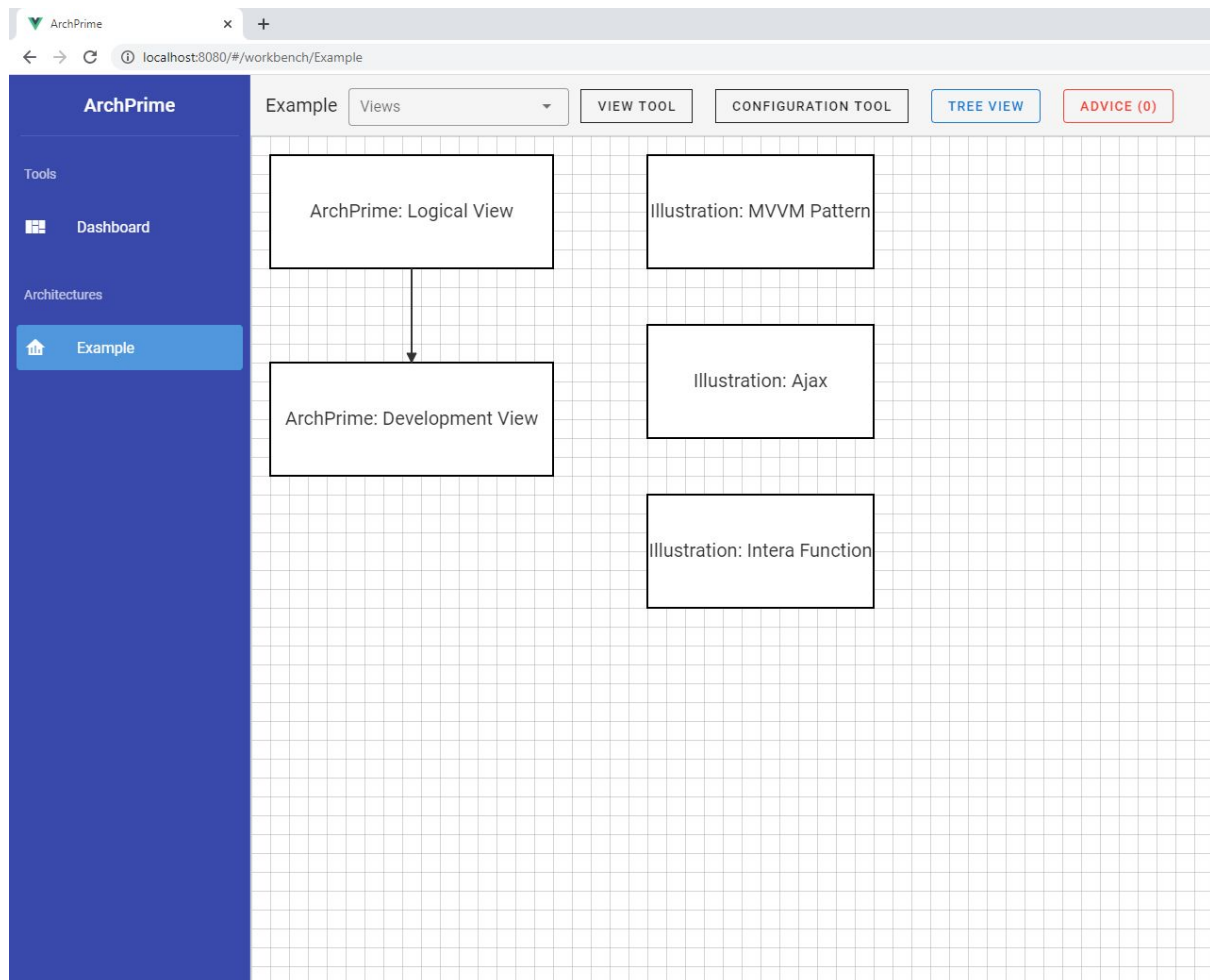 ArchPrime
localhost:8080/#/workbench/Example
ArchPrime
Example
Views
VIEW TOOL
CONFIGURATION TOOL
TREE VIEW
ADVICE (0)
Tools
Dashboard
Architectures
Example
ArchPrime: Logical View
Illustration: MVVM Pattern
Illustration: Ajax
ArchPrime: Development View
Illustration: Intera Function